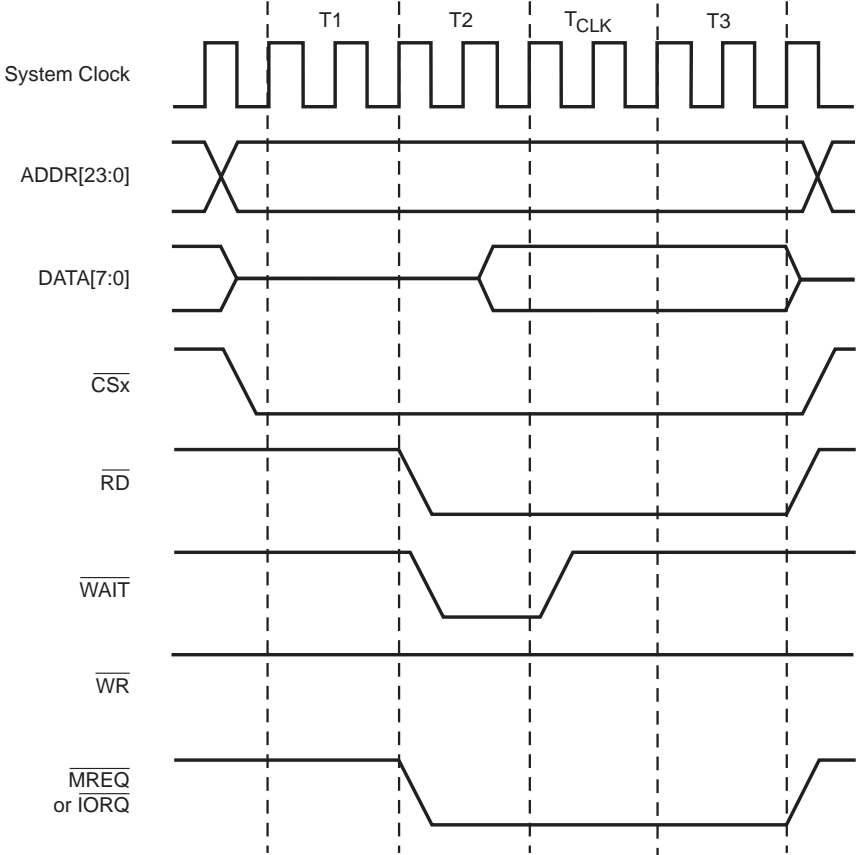 T1 T2 TCLK T3
System Clock
ADDR[23:0]
DATA[7:0]
CSx
RD
WAIT
WR
MREQ
or IORQ